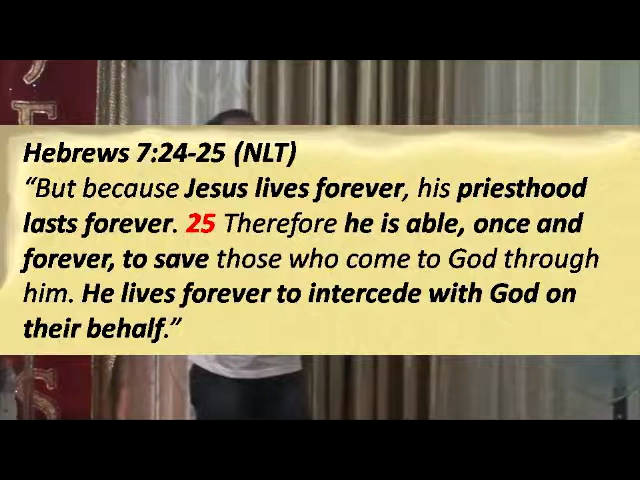 Hebrews 7:24-25 (NLT)
“But because Jesus lives forever, his priesthood
lasts forever. 25 Therefore he is able, once and
forever, to save those who come to God through
him. He lives forever to intercede with God on
their behalf.”